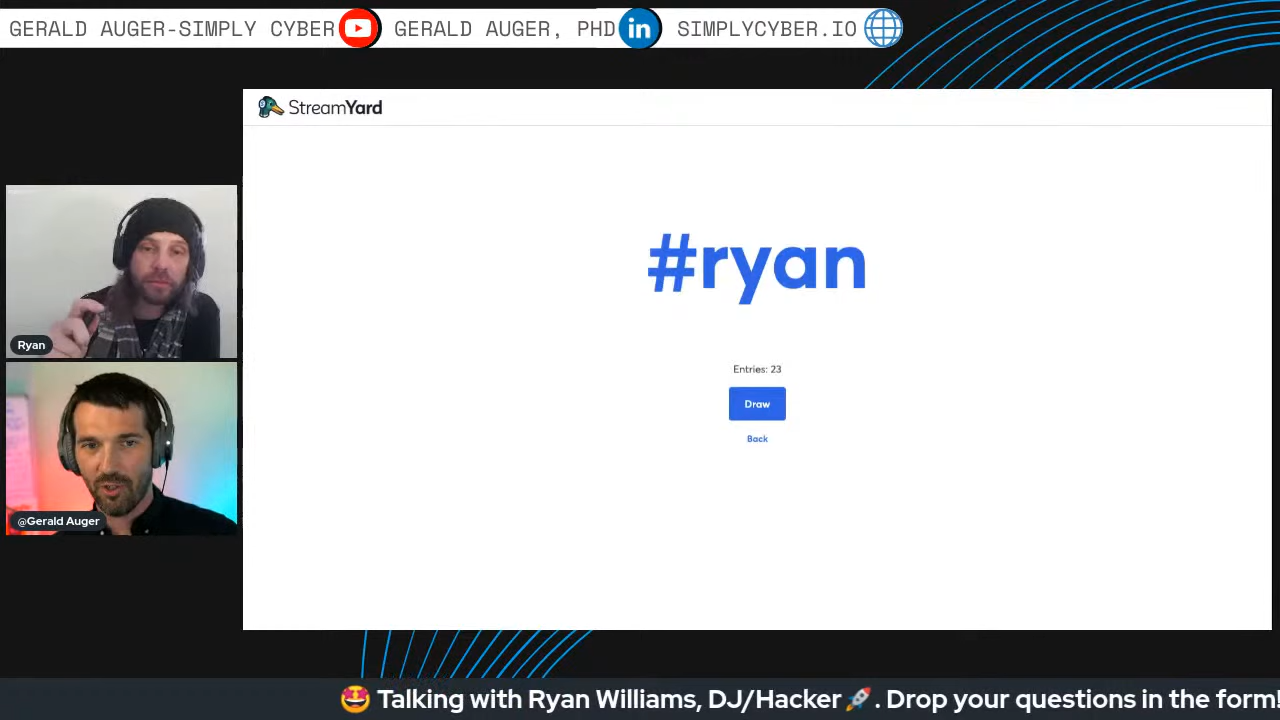 GERALD AUGER-SIMPLY CYBER GERALD AUGER, PHD in SIMPLYCYBER.IO
StreamYard
#ryan
Entries: 23
Draw
Back
Ryan
@Gerald Auger
🤩 Talking with Ryan Williams, DJ/Hacker🚀. Drop your questions in the form!